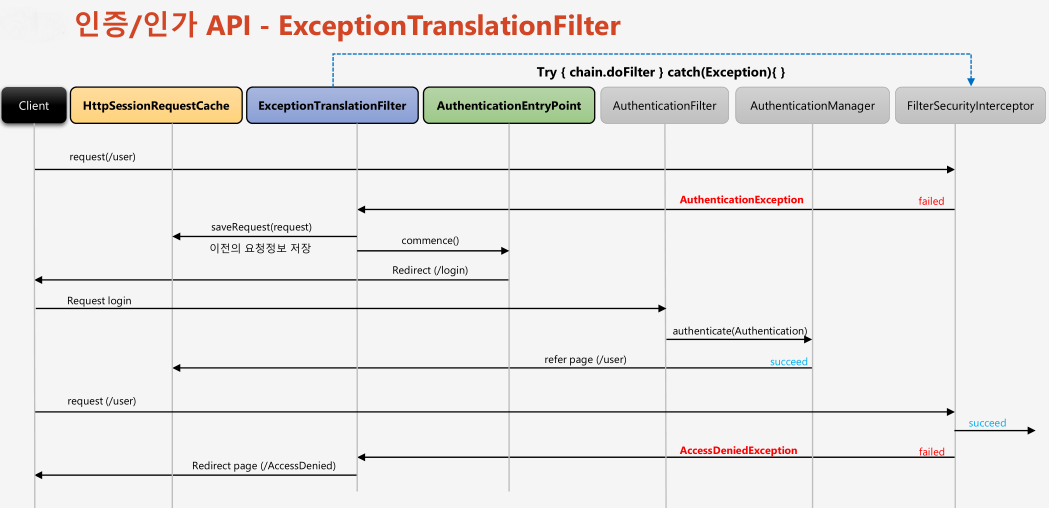 인증/인가 API - ExceptionTranslationFilter
Try { chain.doFilter } catch(Exception){ }
Client
HttpSessionRequestCache
ExceptionTranslationFilter
AuthenticationEntryPoint
AuthenticationFilter
AuthenticationManager
FilterSecurityInterceptor
request(/user)
AuthenticationException
failed
saveRequest(request)
이전의 요청정보 저장
commence()
Redirect (/login)
Request login
authenticate(Authentication)
refer page (/user)
succeed
request (/user)
succeed
AccessDeniedException
failed
Redirect page (/AccessDenied)